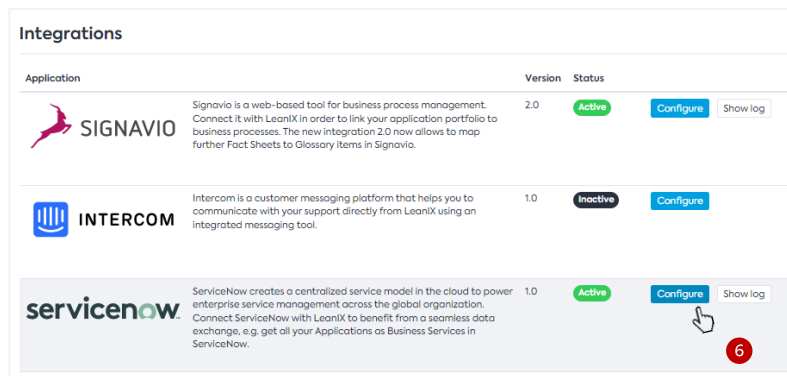 Integrations
Application Version Status
SIGNAVIO
Signavio is a web-based tool for business process management.
Connect it with LeanIX in order to link your application portfolio to
business processes. The new integration 2.0 now allows to map
further Fact Sheets to Glossary items in Signavio.
2.0 Active Configure Show log
INTERCOM
Intercom is a customer messaging platform that helps you to
communicate with your support directly from LeanIX using an
integrated messaging tool.
1.0 Inactive Configure
servicenow
ServiceNow creates a centralized service model in the cloud to power
enterprise service management across the global organization.
Connect ServiceNow with LeanIX to benefit from a seamless data
exchange, e.g. get all your Applications as Business Services in
ServiceNow.
1.0 Active Configure Show log
6